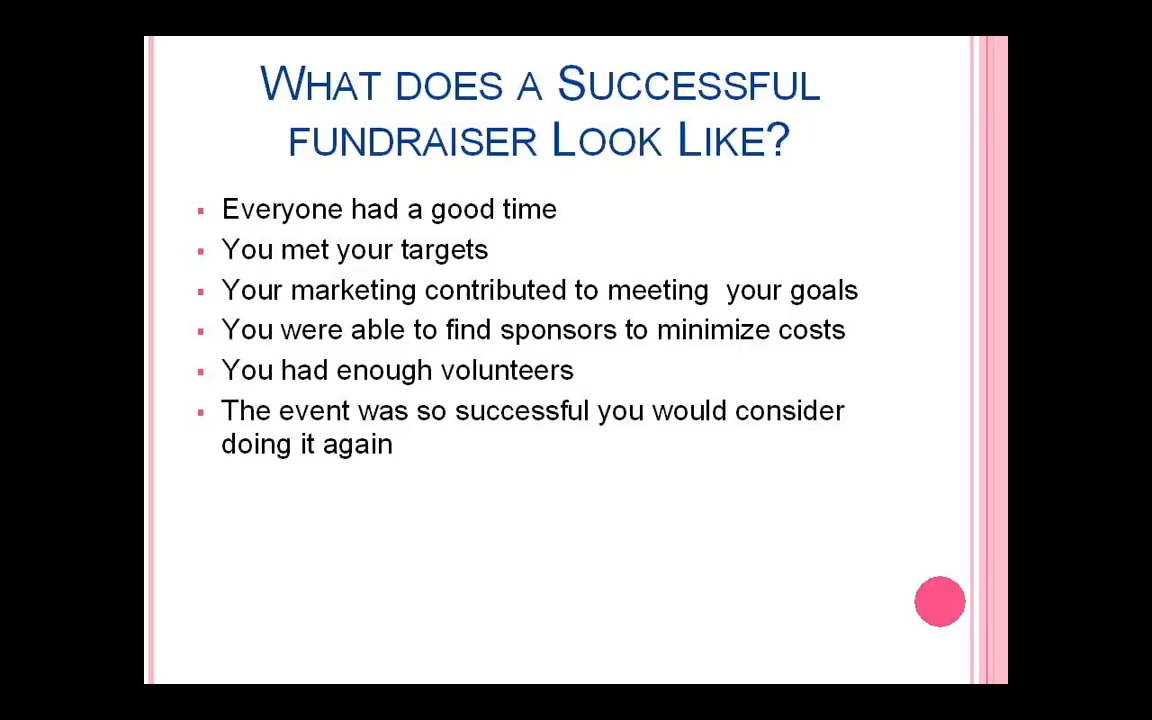 WHAT DOES A SUCCESSFUL
FUNDRAISER LOOK LIKE?
Everyone had a good time
You met your targets
Your marketing contributed to meeting  your goals
You were able to find sponsors to minimize costs
You had enough volunteers
The event was so successful you would consider
doing it again